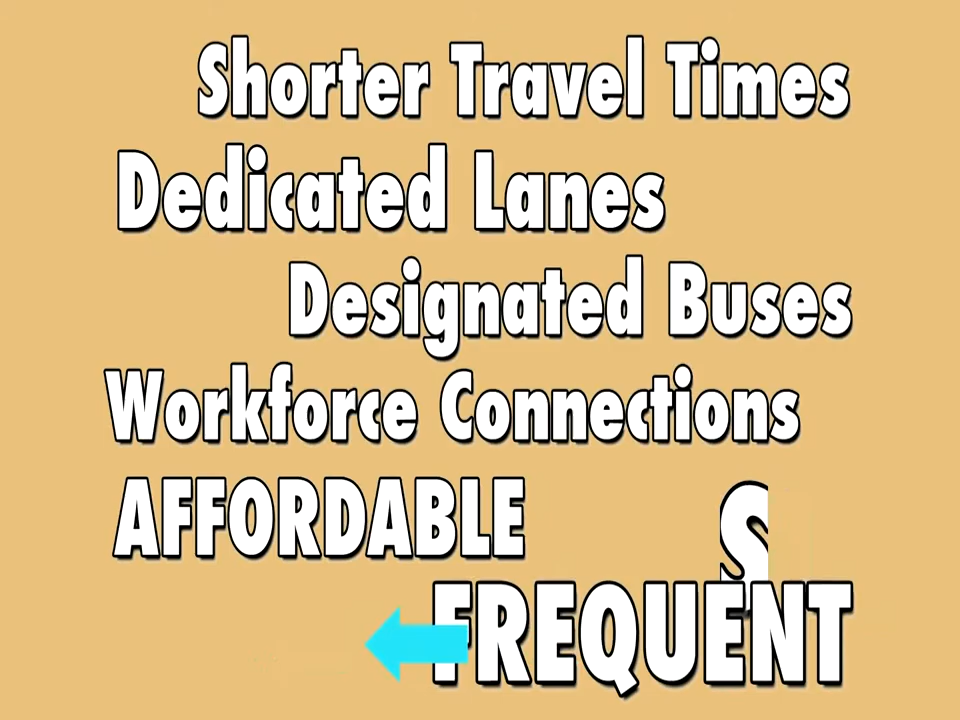 Shorter Travel Times
Dedicated Lanes
Designated Buses
Workforce Connections
AFFORDABLE
S
FREQUENT